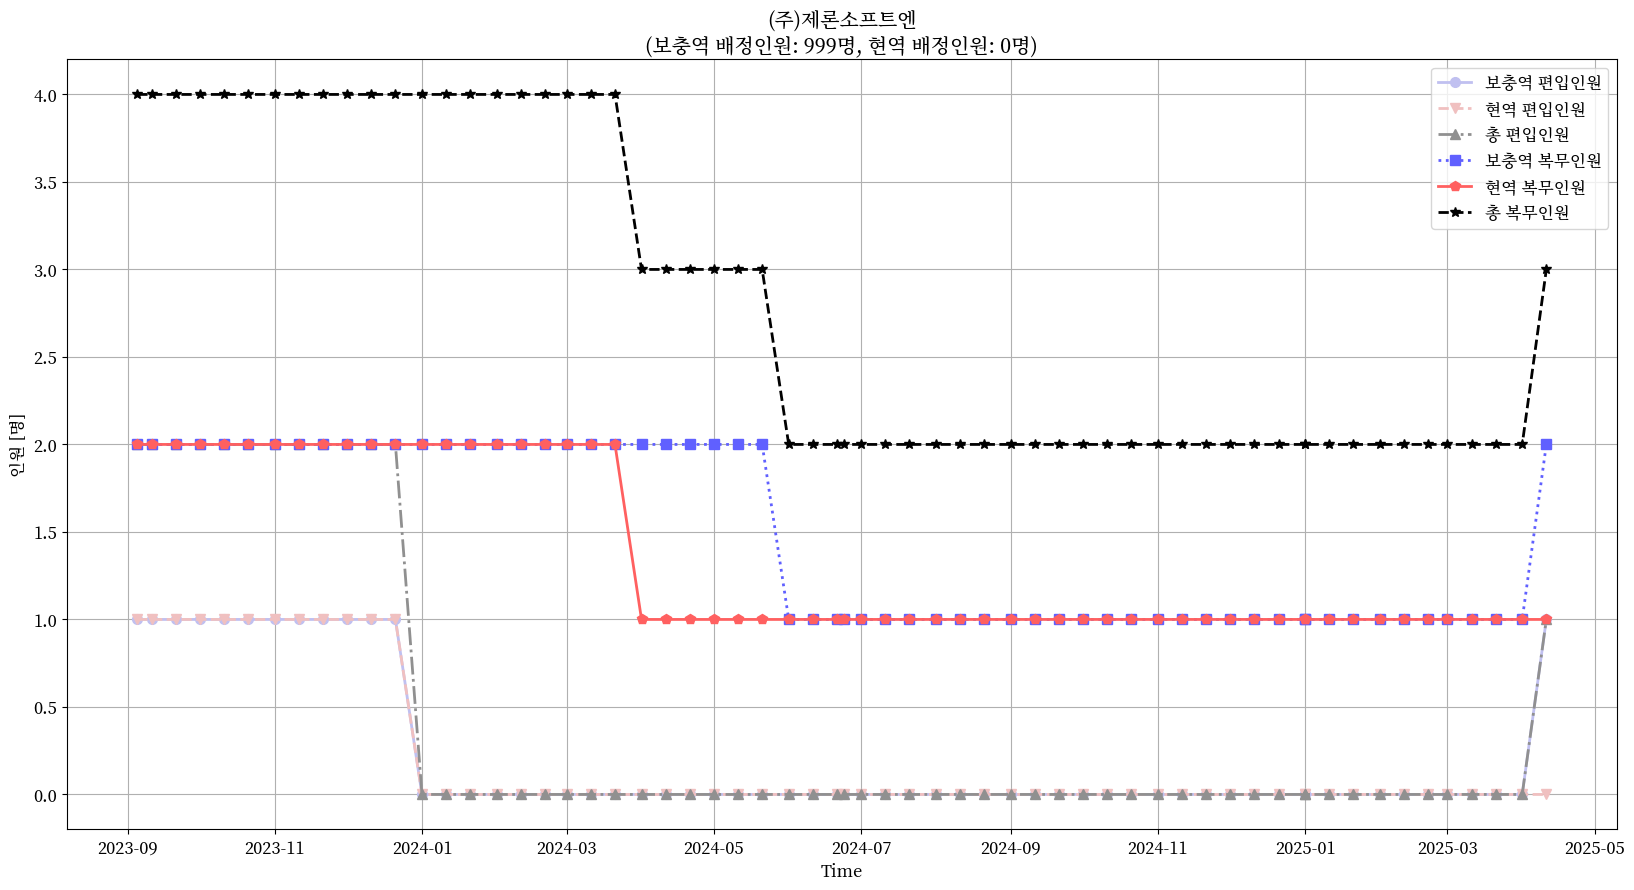 (주)제론소프트엔
(보충역 배정인원: 999명, 현역 배정인원: 0명)
보충역 편입인원
현역 편입인원
총 편입인원
보충역 복무인원
현역 복무인원
총 복무인원
인원 [명]
4.0
3.5
3.0
2.5
2.0
1.5
1.0
0.5
0.0
2023-09 2023-11 2024-01 2024-03 2024-05 2024-07 2024-09 2024-11 2025-01 2025-03 2025-05
Time